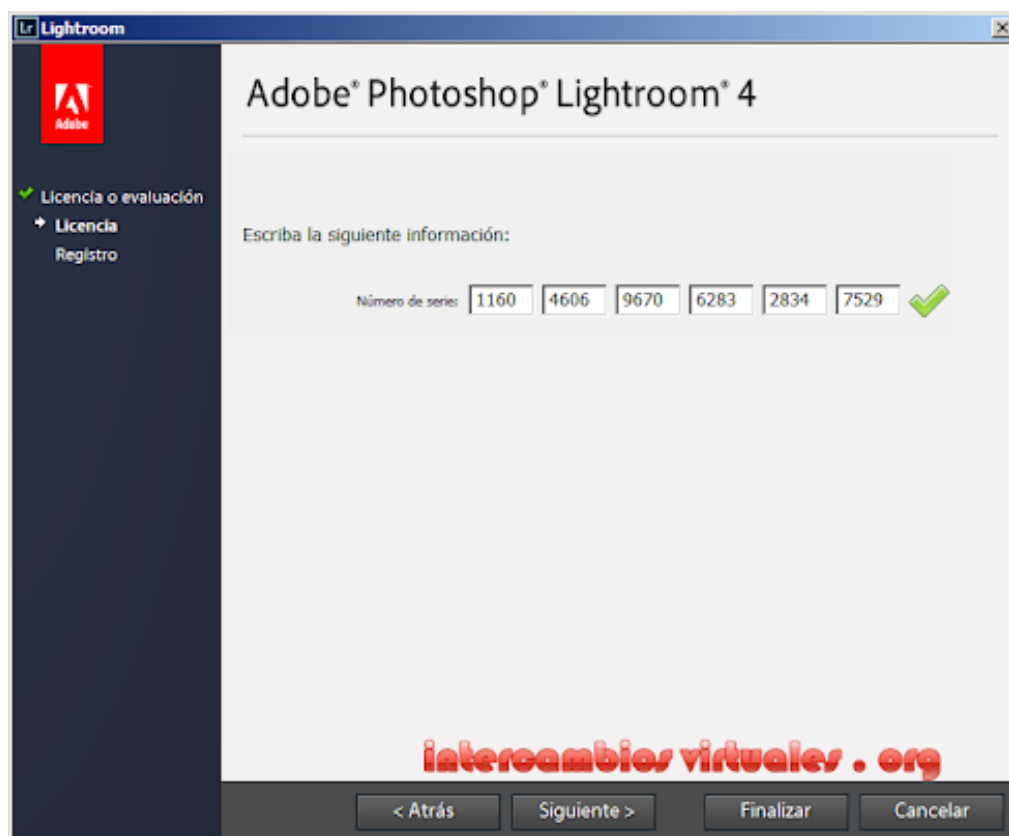 Lr Lightroom
Adobe
Adobe® Photoshop® Lightroom® 4
Licencia o evaluación
Licencia
Registro
Escriba la siguiente información:
Número de serie: 1160 4606 9670 6283 2834 7529
intercambios virtuales . org
< Atrás Siguiente > Finalizar Cancelar